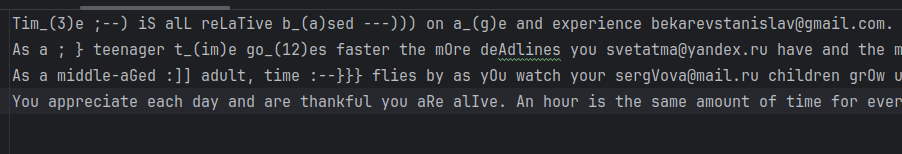 Tim_(3)e ;--) iS alL reLaTive b_(a)sed ---))) on a_(g)e and experience bekarevstanislav@gmail.com.
As a ; } teenager t_(im)e go_(12)es faster the mOre deAdlines you svetatma@yandex.ru have and the m
As a middle-aGed :]] adult, time :--}}} flies by as yOu watch your sergVova@mail.ru children grOw u
You appreciate each day and are thankful you aRe alIve. An hour is the same amount of time for ever